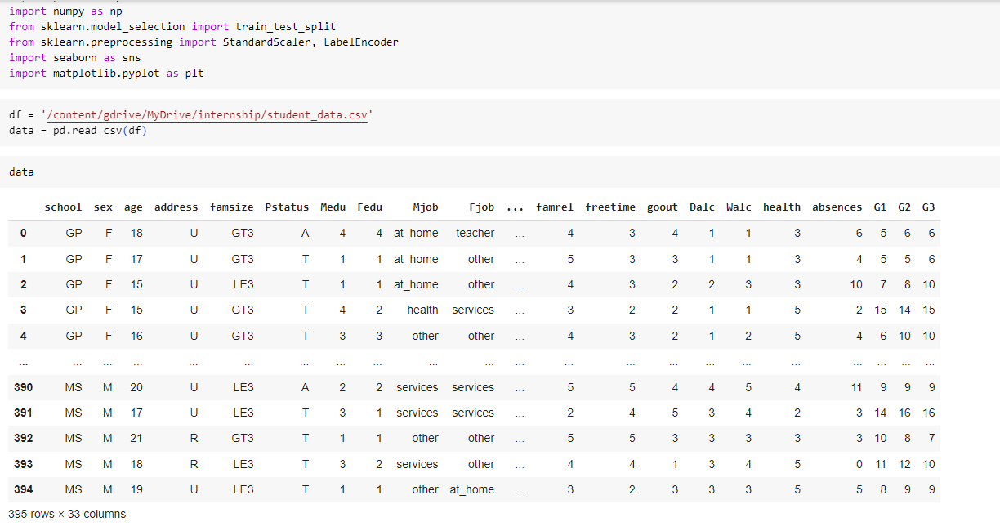 import numpy as np
from sklearn.model_selection import train_test_split
from sklearn.preprocessing import StandardScaler, LabelEncoder
import seaborn as sns
import matplotlib.pyplot as plt
df = '/content/gdrive/MyDrive/internship/student_data.csv'
data = pd.read_csv(df)
data
school sex age address famsize Pstatus Medu Fedu Mjob Fjob ... famrel freetime goout Dalc Walc health absences G1 G2 G3
0 GP F 18 U GT3 A 4 4 at_home teacher ... 4 3 4 1 1 3 6 5 6 6
1 GP F 17 U GT3 T 1 1 at_home other ... 5 3 3 1 1 3 4 5 5 6
2 GP F 15 U LE3 T 1 1 at_home other ... 4 3 2 2 3 3 10 7 8 10
3 GP F 15 U GT3 T 4 2 health services ... 3 2 2 1 1 5 2 15 14 15
4 GP F 16 U GT3 T 3 3 other other ... 4 3 2 1 2 5 4 6 10 10
... ... ... ... ... ... ... ... ... ... ... ... ... ... ... ... ... ... ... ... ... ...
390 MS M 20 U LE3 A 2 2 services services ... 5 5 4 4 5 4 11 9 9 9
391 MS M 17 U LE3 T 3 1 services services ... 2 4 5 3 4 2 3 14 16 16
392 MS M 21 R GT3 T 1 1 other other ... 5 5 3 3 3 3 3 10 8 7
393 MS M 18 R LE3 T 3 2 services other ... 4 4 1 3 4 5 0 11 12 10
394 MS M 19 U LE3 T 1 1 other at_home ... 3 2 3 3 3 5 5 8 9 9
395 rows × 33 columns